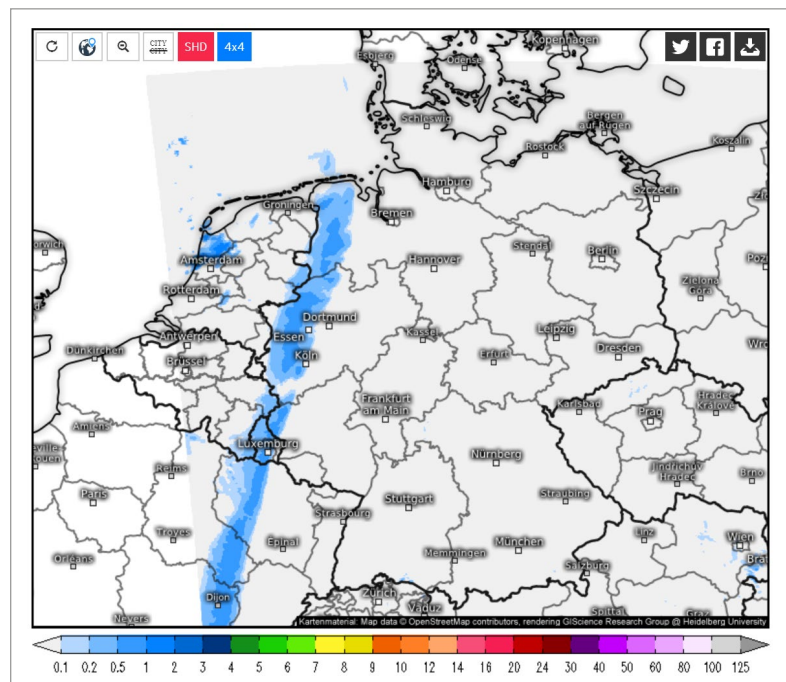 CITY
CITY
SHD
4x4
Kopenhagen
Esbjerg
Odense
Schleswig
Bergen
auf Rügen
Rostock
Koszalin
Hamburg
Szczecin
Groningen
Bremen
Amsterdam
Hannover
Stendal
Berlin
Rotterdam
Zielona
Góra
Dortmund
Essen
Antwerpen
Kassel
Leipzig
Dünkirchen
Brüssel
Köln
Erfurt
Dresden
Frankfurt
am Main
Karlsbad
Prag
Hradec
Králové
Amiens
Luxemburg
Nürnberg
Reims
Jindřichův
Hradec
Brno
Paris
Stuttgart
Straubing
Strasbourg
Troyes
Epinal
Linz
Wien
Orléans
München
Memmingen
Salzburg
Dijon
Zürich
Vaduz
Spittal
Graz
Nevers
Kartenmaterial: Map data © OpenStreetMap contributors, rendering GIScience Research Group @ Heidelberg University
0.1 0.2 0.5 1 2 3 4 5 6 7 8 9 10 12 14 16 20 24 30 40 50 60 80 100 125